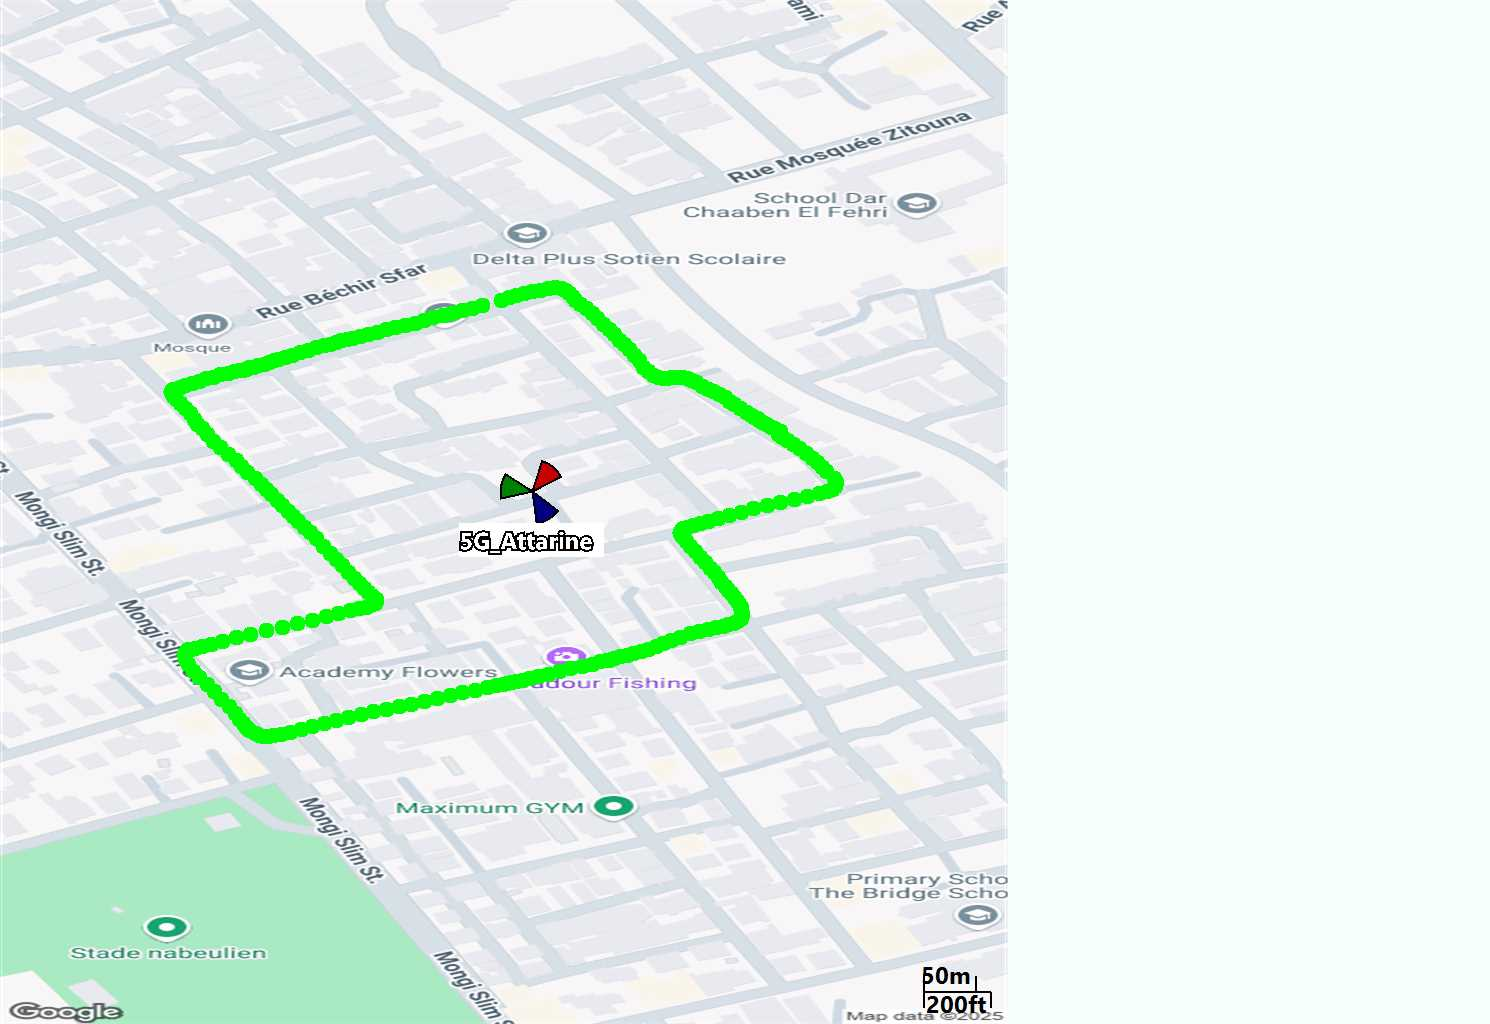 Rue Mosquée Zitouna
School Dar
Chaaben El Fehri
Delta Plus Sotien Scolaire
Rue Béchir Sfar
Mosque
Mongi Slim St.
5G_Attarine
Mongi Slim
Academy Flowers
Fishing
Maximum GYM
Mongi Slim St.
Primary Scho
The Bridge Scho
Stade nabeulien
Mongi Slim S
50m
200ft
Google
Map data ©2025